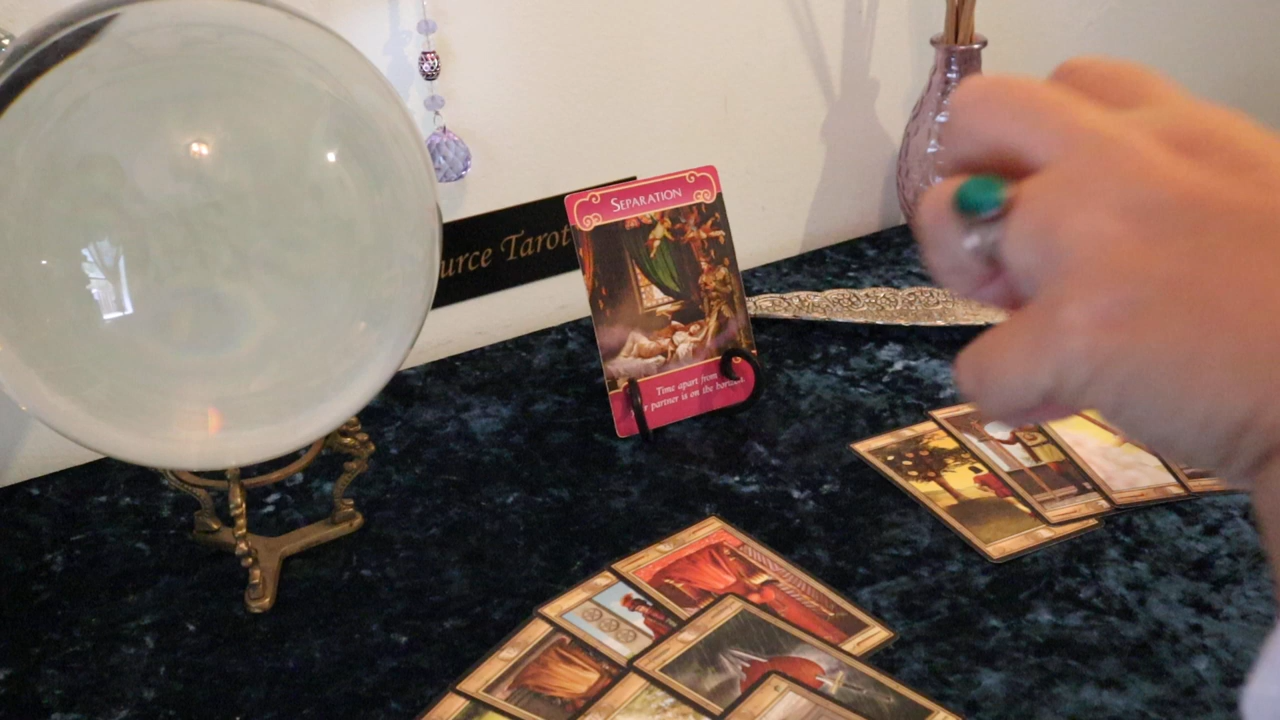 urce Tarot
SEPARATION
Time apart from
r partner is on the horizon.